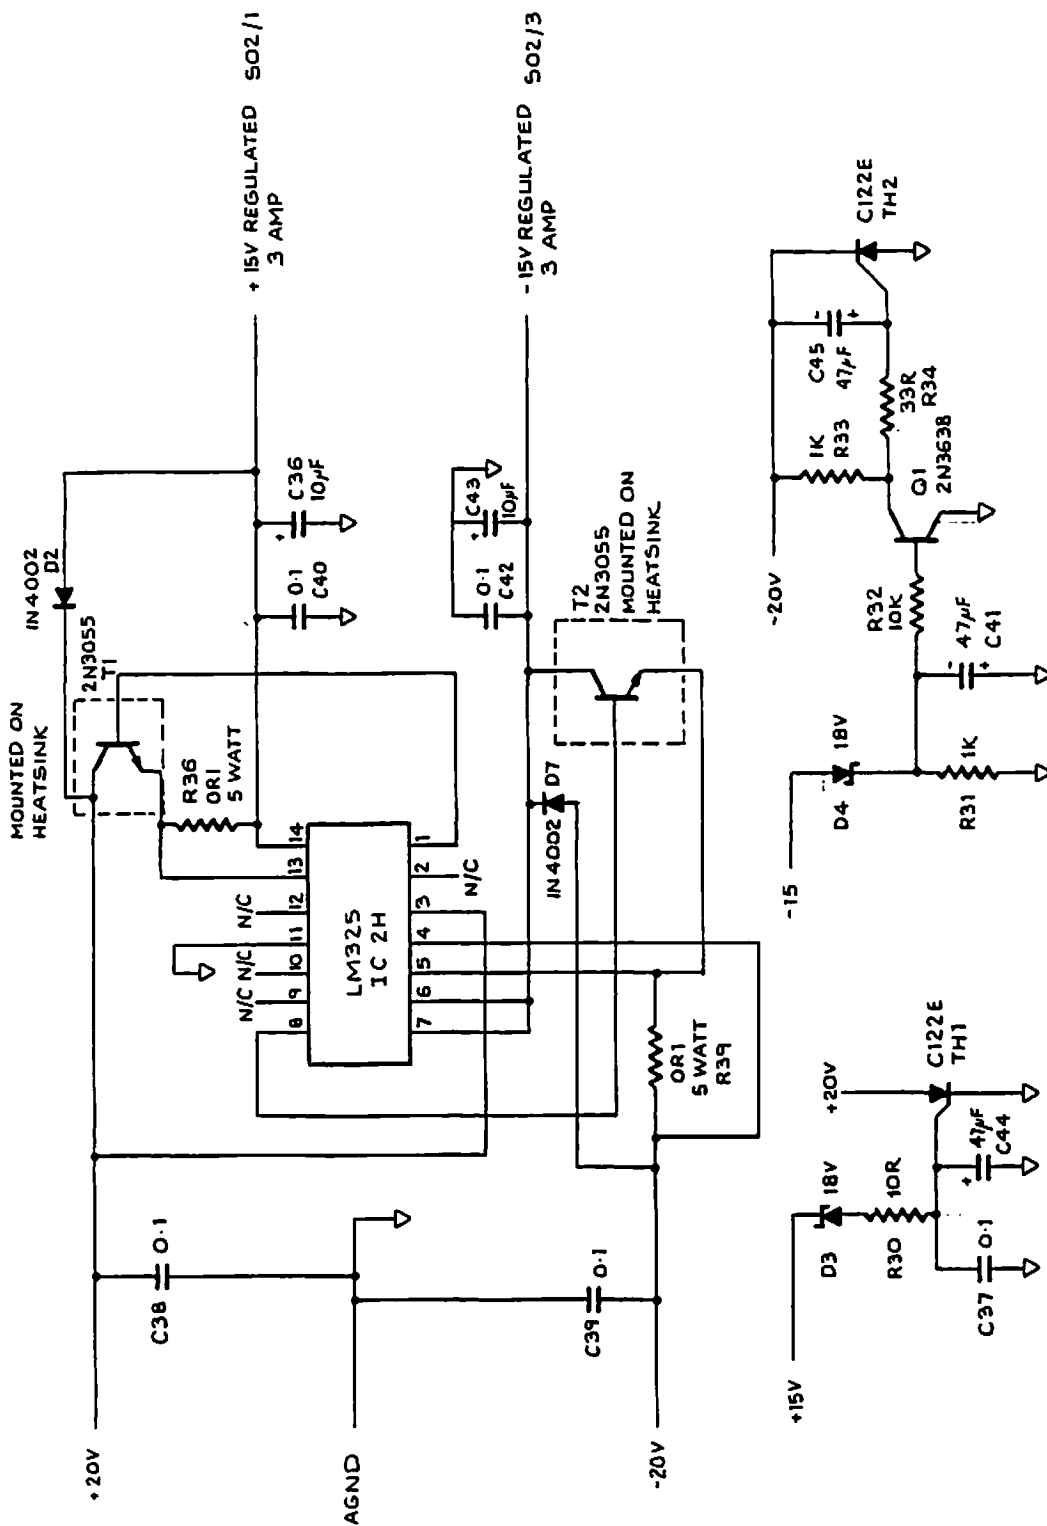 MOUNTED ON
HEATSINK
IN4002
D2
2N3055
T1
R36
0R1
5 WATT
+20V
C38
0·1
AGND
C39
0·1
-20V
N/C
N/C
N/C
14
13
12
11
10
9
8
LM325
IC 2H
1
2
3
4
5
6
7
N/C
+
C36
10µF
0·1
C40
+15V REGULATED SO2/1
3 AMP
C43
+
10µF
0·1
C42
-15V REGULATED SO2/3
3 AMP
IN4002
D7
T2
2N3055
MOUNTED ON
HEATSINK
0R1
5 WATT
R39
+15V
D3
18V
R30
10R
C37
0·1
+
47µF
C44
+20V
C122E
TH1
-15
D4
18V
R31
1K
-
47µF
+
C41
R32
10K
-20V
1K
R33
Q1
2N3638
C45
-
47µF
+
33R
R34
C122E
TH2